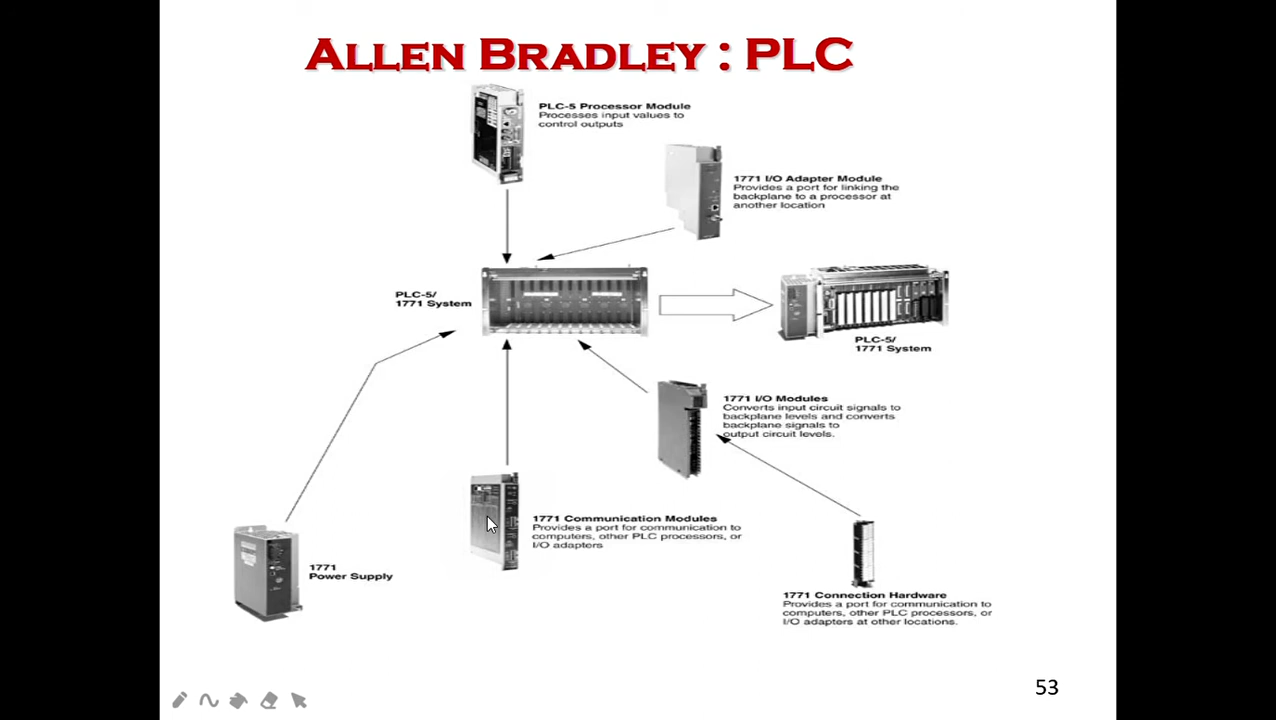 ALLEN BRADLEY : PLC
PLC-5 Processor Module
Processes input values to
control outputs
1771 I/O Adapter Module
Provides a port for linking the
backplane to a processor at
another location
PLC-5/
1771 System
PLC-5/
1771 System
1771 I/O Modules
Converts input circuit signals to
backplane levels and converts
backplane signals to
output circuit levels.
1771 Communication Modules
Provides a port for communication to
computers, other PLC processors, or
I/O adapters
1771
Power Supply
1771 Connection Hardware
Provides a port for communication to
computers, other PLC processors, or
I/O adapters at other locations.
53